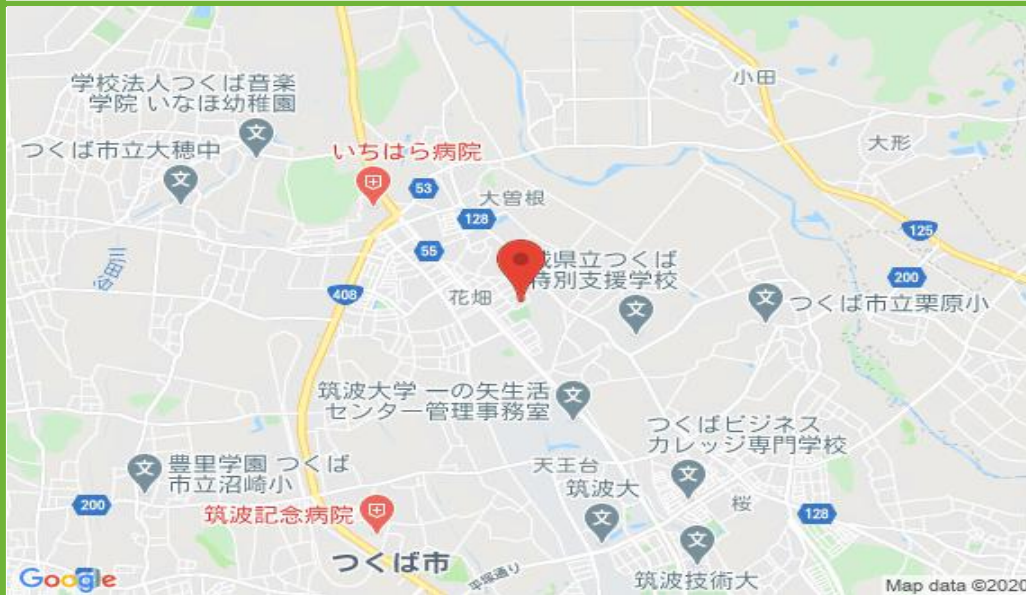 小田
学校法人つくば音楽
学院 いなほ幼稚園
大形
つくば市立大穂中
いちはら病院
53
大曽根
128
125
55
城県立つくば
特別支援学校
200
408
花畑
つくば市立栗原小
筑波大学 一の矢生活
センター管理事務室
つくばビジネス
カレッジ専門学校
豊里学園 つくば
市立沼崎小
天王台
筑波大
200
筑波記念病院
桜
128
つくば市
平塚通り
筑波技術大
Google
Map data ©2020